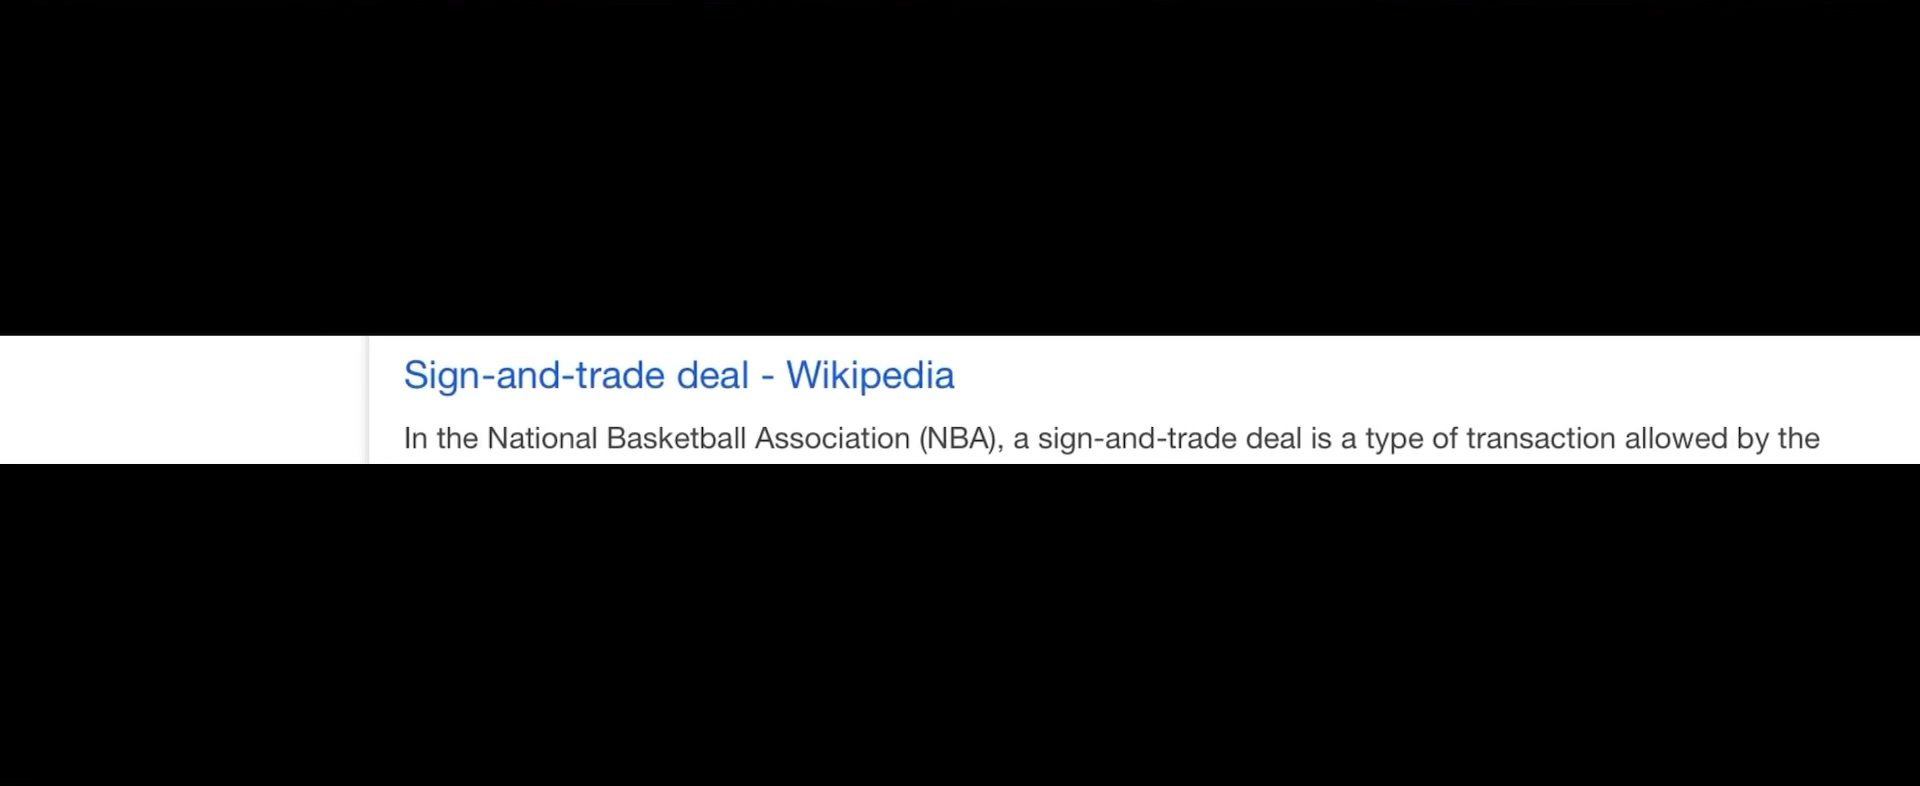 Sign-and-trade deal - Wikipedia
In the National Basketball Association (NBA), a sign-and-trade deal is a type of transaction allowed by the